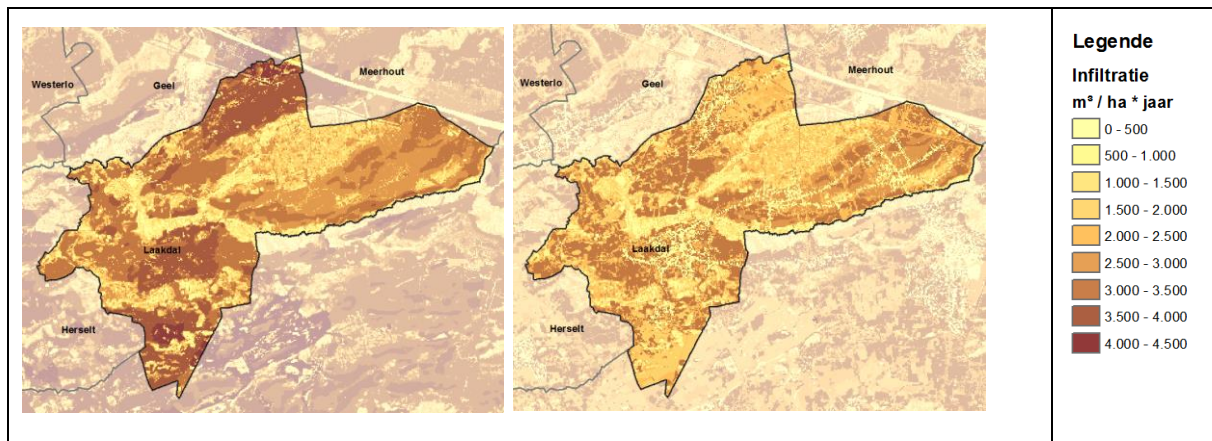 Westerlo
Geel
Meerhout
Laakdal
Herselt
Westerlo
Geel
Meerhout
Laakdal
Herselt
Legende
Infiltratie
m³ / ha * jaar
0 - 500
500 - 1.000
1.000 - 1.500
1.500 - 2.000
2.000 - 2.500
2.500 - 3.000
3.000 - 3.500
3.500 - 4.000
4.000 - 4.500